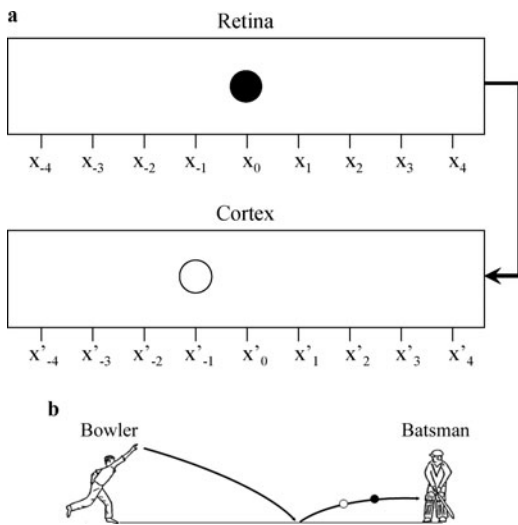 a
Retina
x₋₄ x₋₃ x₋₂ x₋₁ x₀ x₁ x₂ x₃ x₄
Cortex
x'₋₄ x'₋₃ x'₋₂ x'₋₁ x'₀ x'₁ x'₂ x'₃ x'₄
b
Bowler Batsman